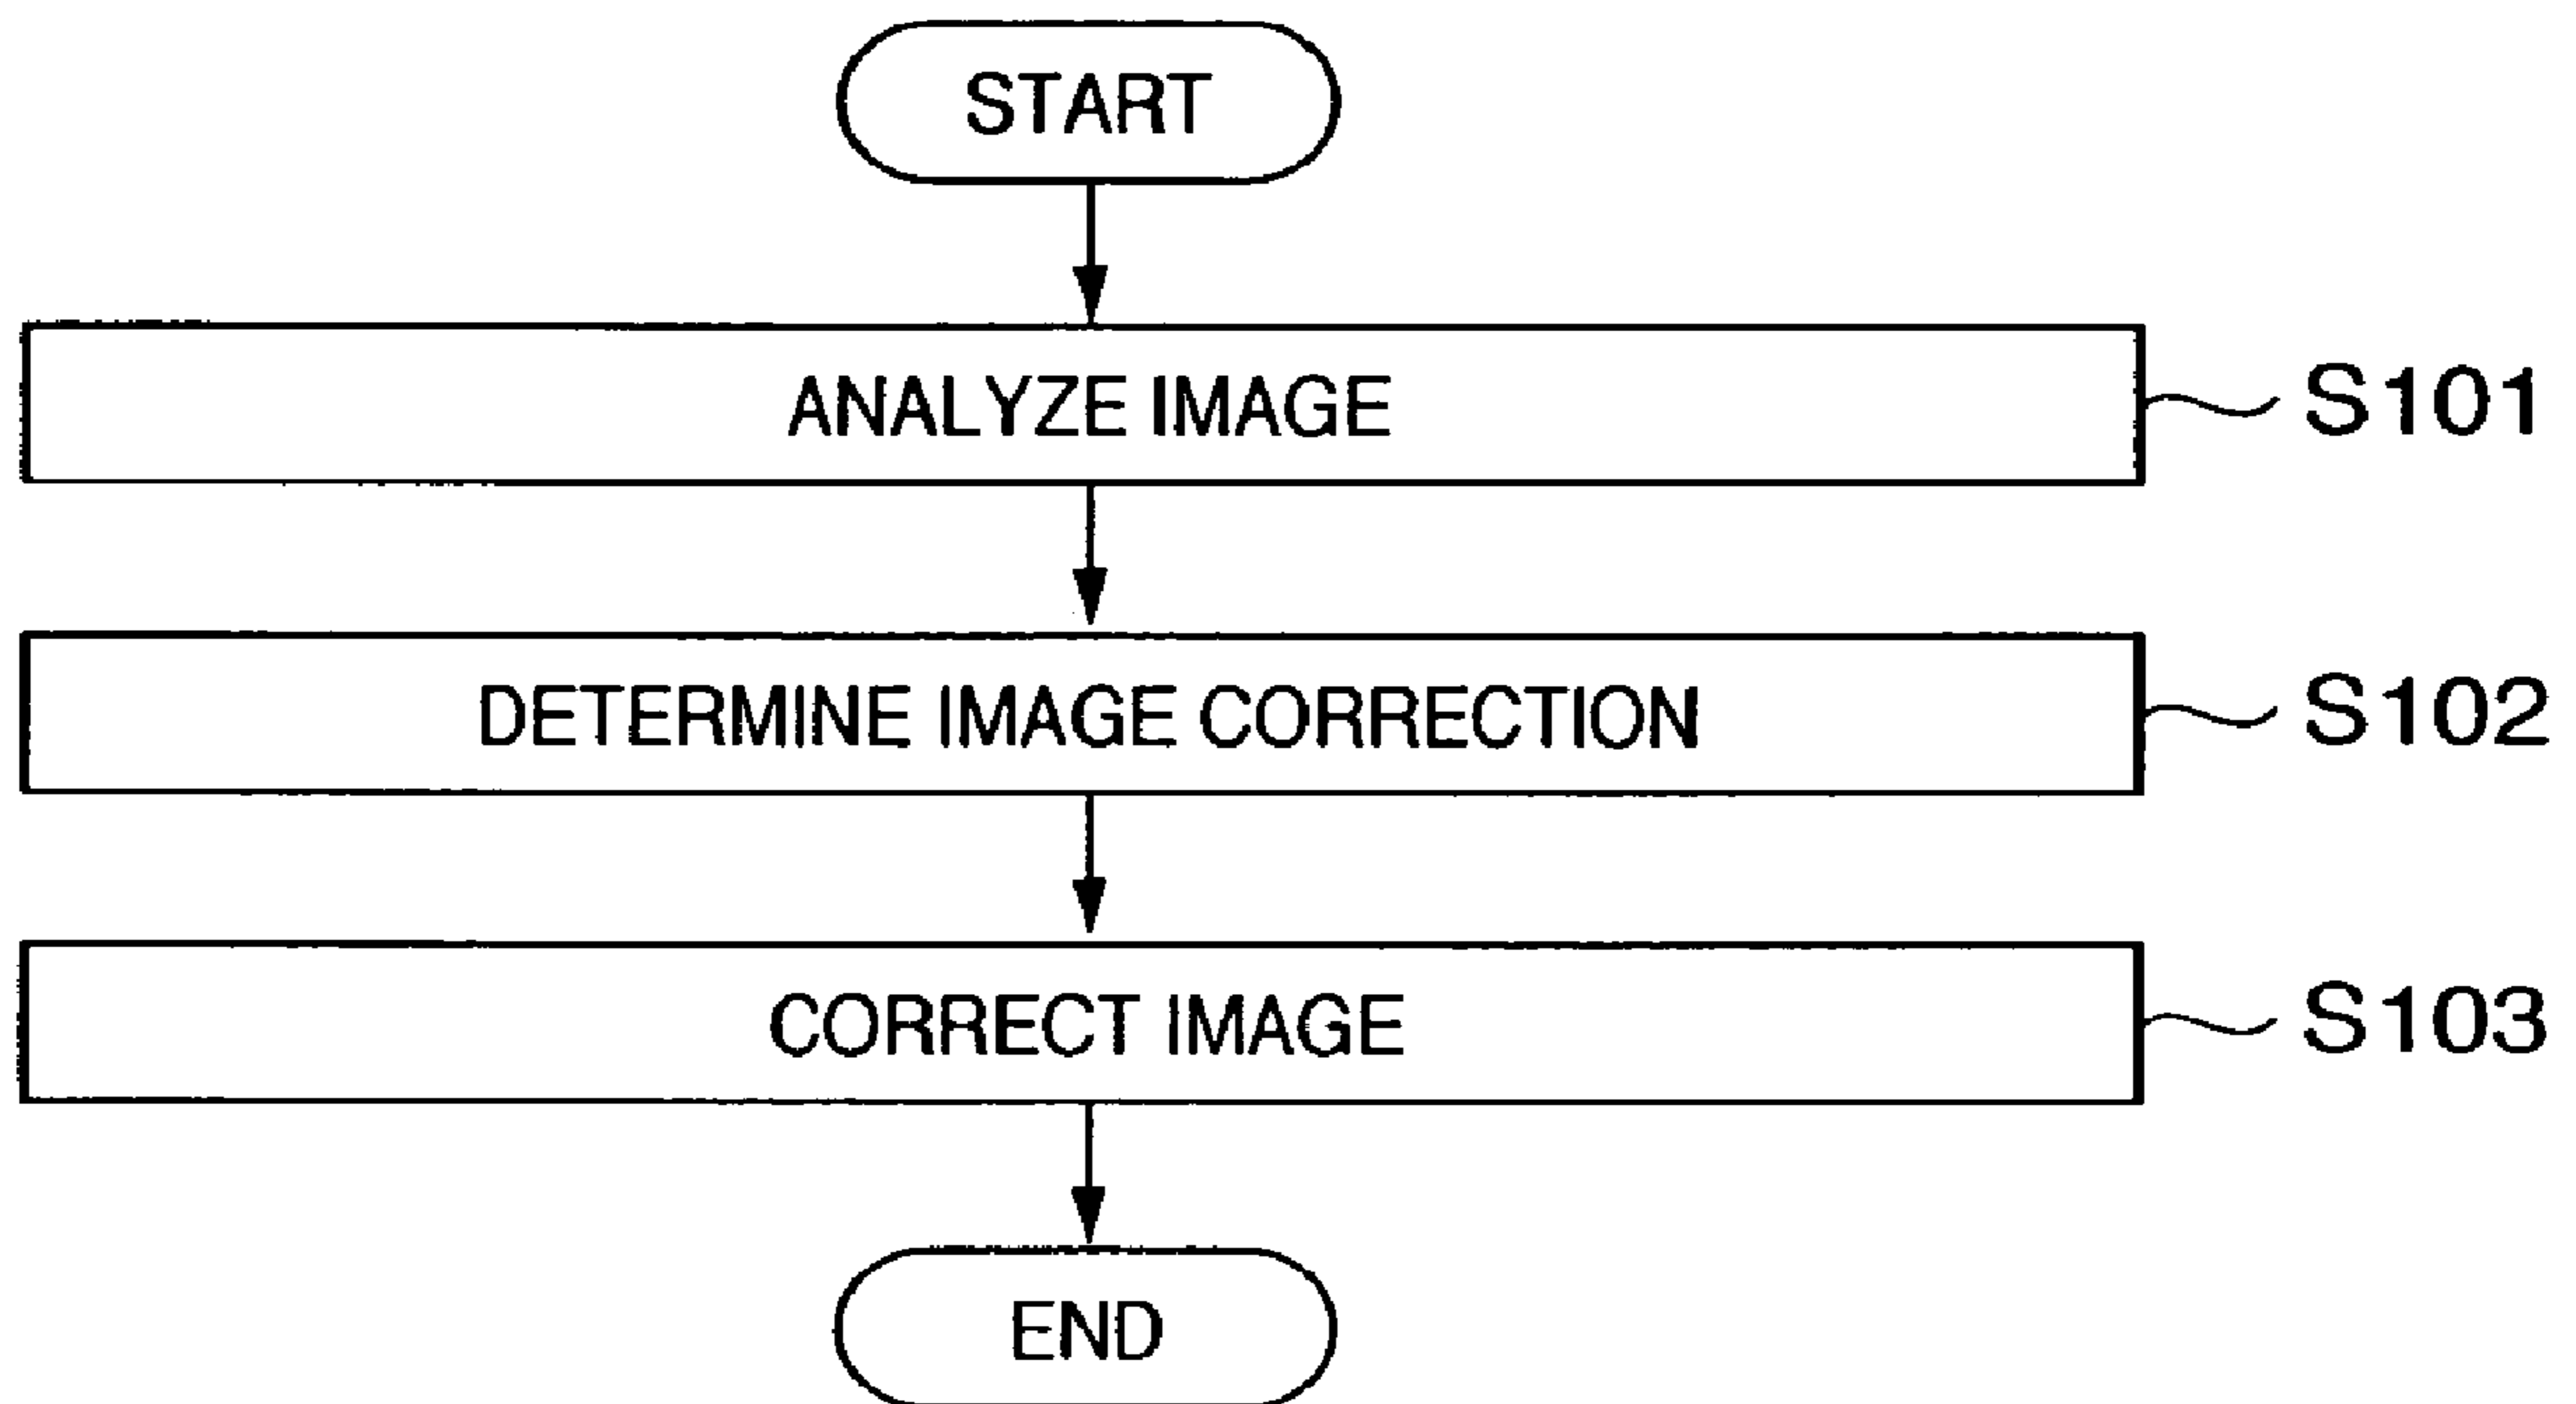 START
ANALYZE IMAGE
S101
DETERMINE IMAGE CORRECTION
S102
CORRECT IMAGE
S103
END